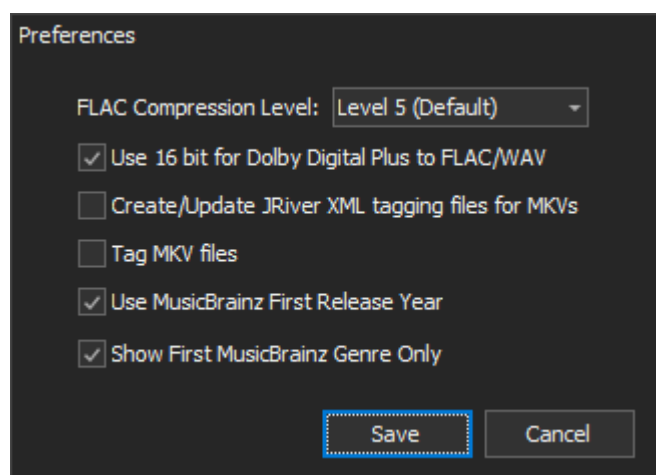 Preferences
FLAC Compression Level: Level 5 (Default)
Use 16 bit for Dolby Digital Plus to FLAC/WAV
Create/Update JRiver XML tagging files for MKVs
Tag MKV files
Use MusicBrainz First Release Year
Show First MusicBrainz Genre Only
Save Cancel